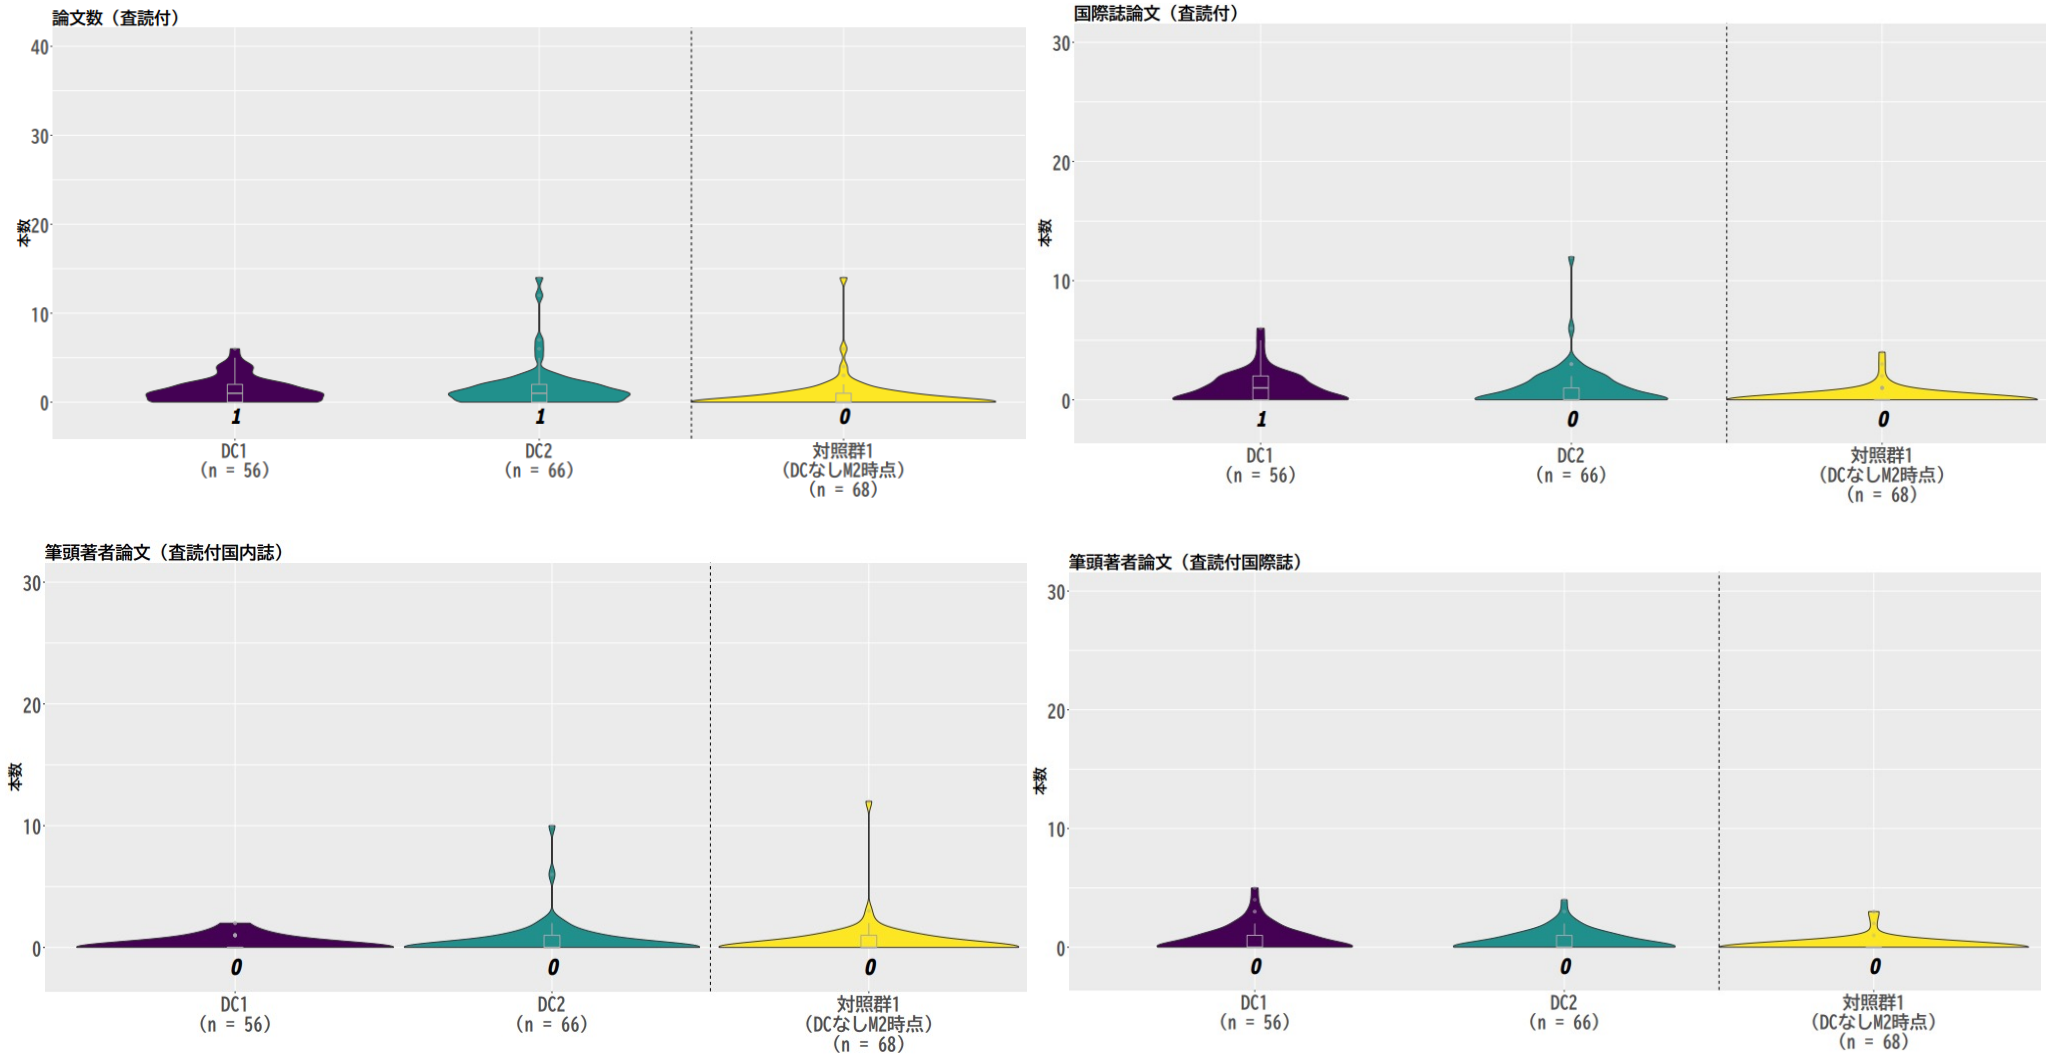 論文数（査読付）
40
30
20
10
0
本数
1
1
0
DC1
（n = 56）
DC2
（n = 66）
対照群1
（DCなしM2時点）
（n = 68）
国際誌論文（査読付）
30
20
10
0
本数
1
0
0
DC1
（n = 56）
DC2
（n = 66）
対照群1
（DCなしM2時点）
（n = 68）
筆頭著者論文（査読付国内誌）
30
20
10
0
本数
0
0
0
DC1
（n = 56）
DC2
（n = 66）
対照群1
（DCなしM2時点）
（n = 68）
筆頭著者論文（査読付国際誌）
30
20
10
0
本数
0
0
0
DC1
（n = 56）
DC2
（n = 66）
対照群1
（DCなしM2時点）
（n = 68）